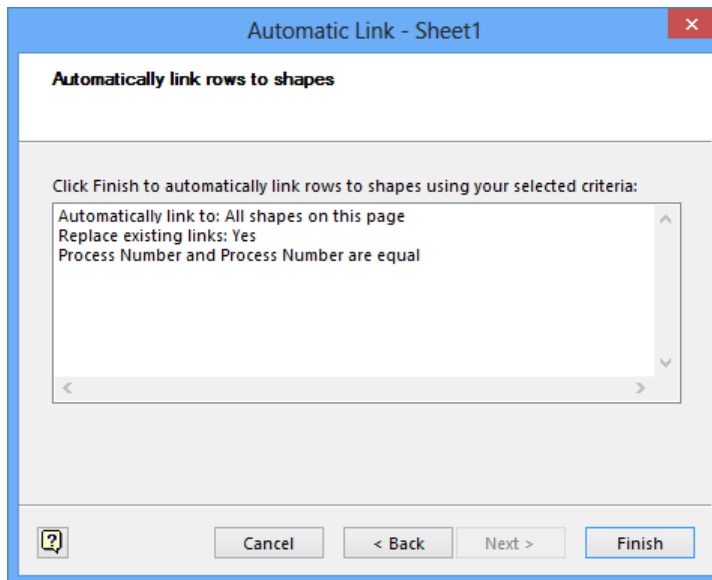 Automatic Link - Sheet1
Automatically link rows to shapes
Click Finish to automatically link rows to shapes using your selected criteria:
Automatically link to: All shapes on this page
Replace existing links: Yes
Process Number and Process Number are equal
? Cancel < Back Next > Finish